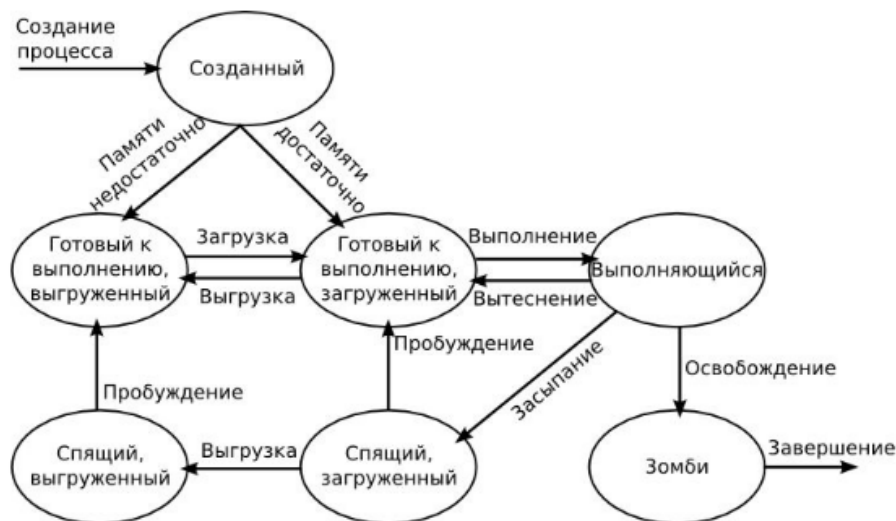 Создание
процесса
Созданный
Памяти
недостаточно
Памяти
достаточно
Готовый к
выполнению,
выгруженный
Загрузка
Выгрузка
Готовый к
выполнению,
загруженный
Выполнение
Вытеснение
Выполняющийся
Пробуждение
Пробуждение
Засыпание
Освобождение
Спящий,
выгруженный
Выгрузка
Спящий,
загруженный
Зомби
Завершение